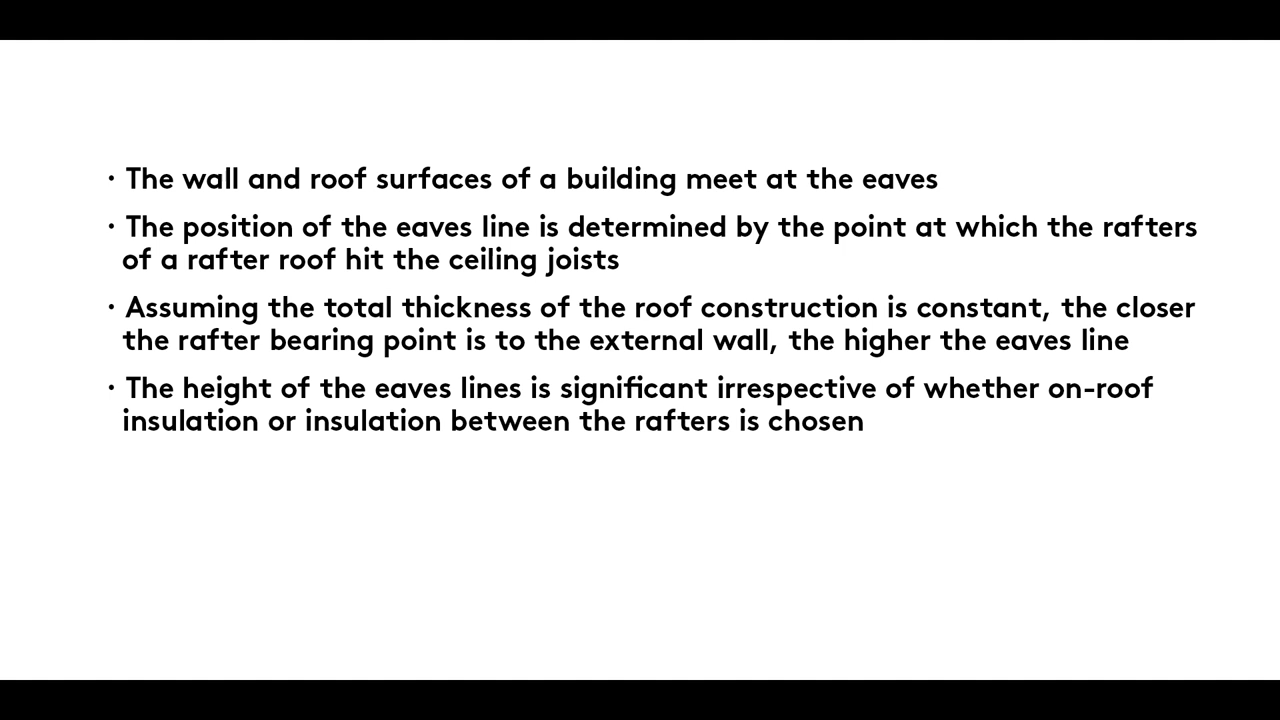 · The wall and roof surfaces of a building meet at the eaves
· The position of the eaves line is determined by the point at which the rafters
of a rafter roof hit the ceiling joists
· Assuming the total thickness of the roof construction is constant, the closer
the rafter bearing point is to the external wall, the higher the eaves line
· The height of the eaves lines is significant irrespective of whether on-roof
insulation or insulation between the rafters is chosen